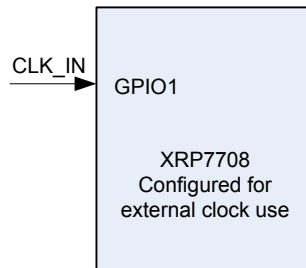 CLK_IN
GPIO1
XRP7708
Configured for
external clock use